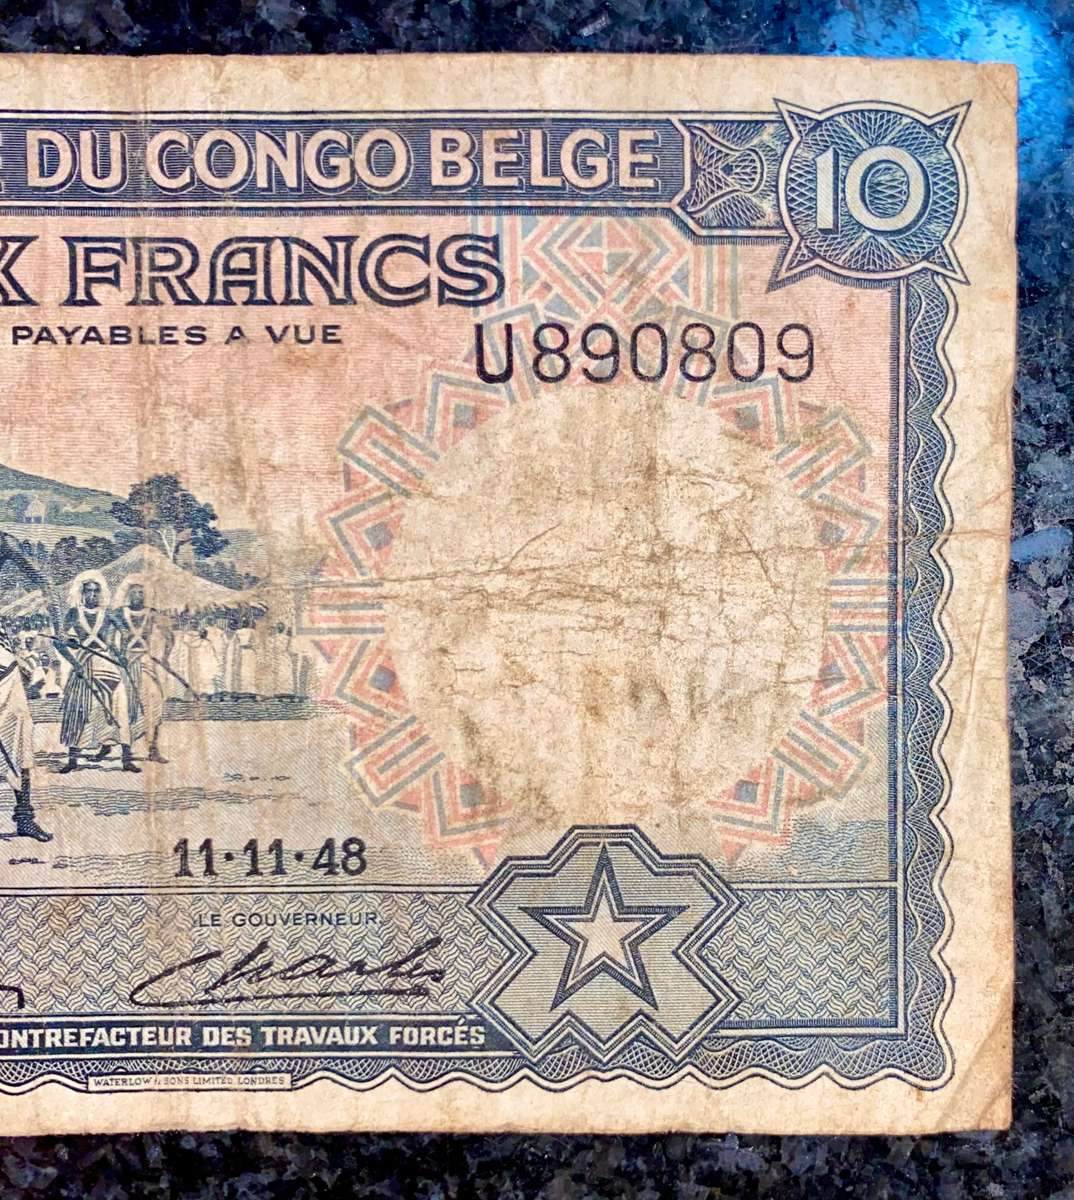 DU CONGO BELGE
10
FRANCS
PAYABLES A VUE
U890809
11·11·48
LE GOUVERNEUR
DES TRAVAUX FORCÉS
WATERLOW & SONS LIMITED, LONDRES